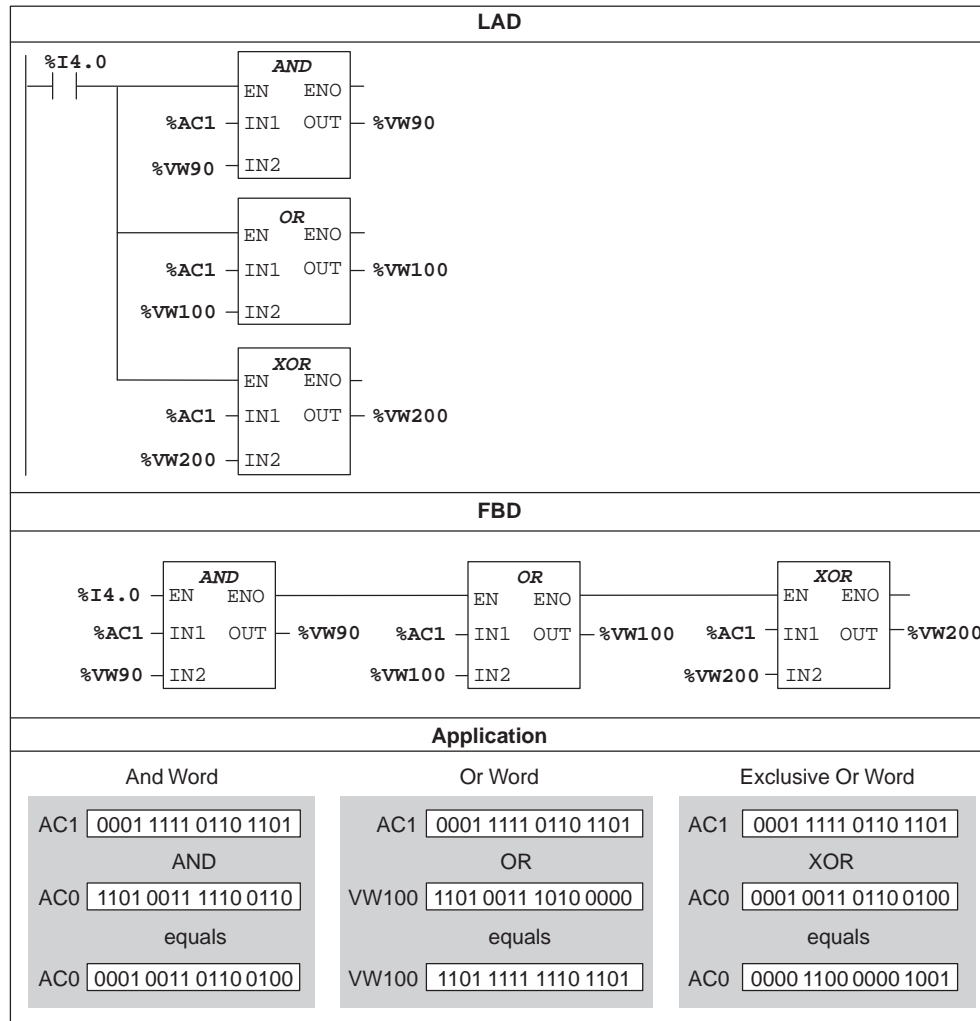 LAD
%I4.0
AND
EN ENO
%AC1 IN1 OUT %VW90
%VW90 IN2
OR
EN ENO
%AC1 IN1 OUT %VW100
%VW100 IN2
XOR
EN ENO
%AC1 IN1 OUT %VW200
%VW200 IN2
FBD
AND OR XOR
%I4.0 EN ENO EN ENO EN ENO
%AC1 IN1 OUT %VW90 %AC1 IN1 OUT %VW100 %AC1 IN1 OUT %VW200
%VW90 IN2 %VW100 IN2 %VW200 IN2
Application
And Word Or Word Exclusive Or Word
AC1 0001 1111 0110 1101 AC1 0001 1111 0110 1101 AC1 0001 1111 0110 1101
AND OR XOR
AC0 1101 0011 1110 0110 VW100 1101 0011 1010 0000 AC0 0001 0011 0110 0100
equals equals equals
AC0 0001 0011 0110 0100 VW100 1101 1111 1110 1101 AC0 0000 1100 0000 1001